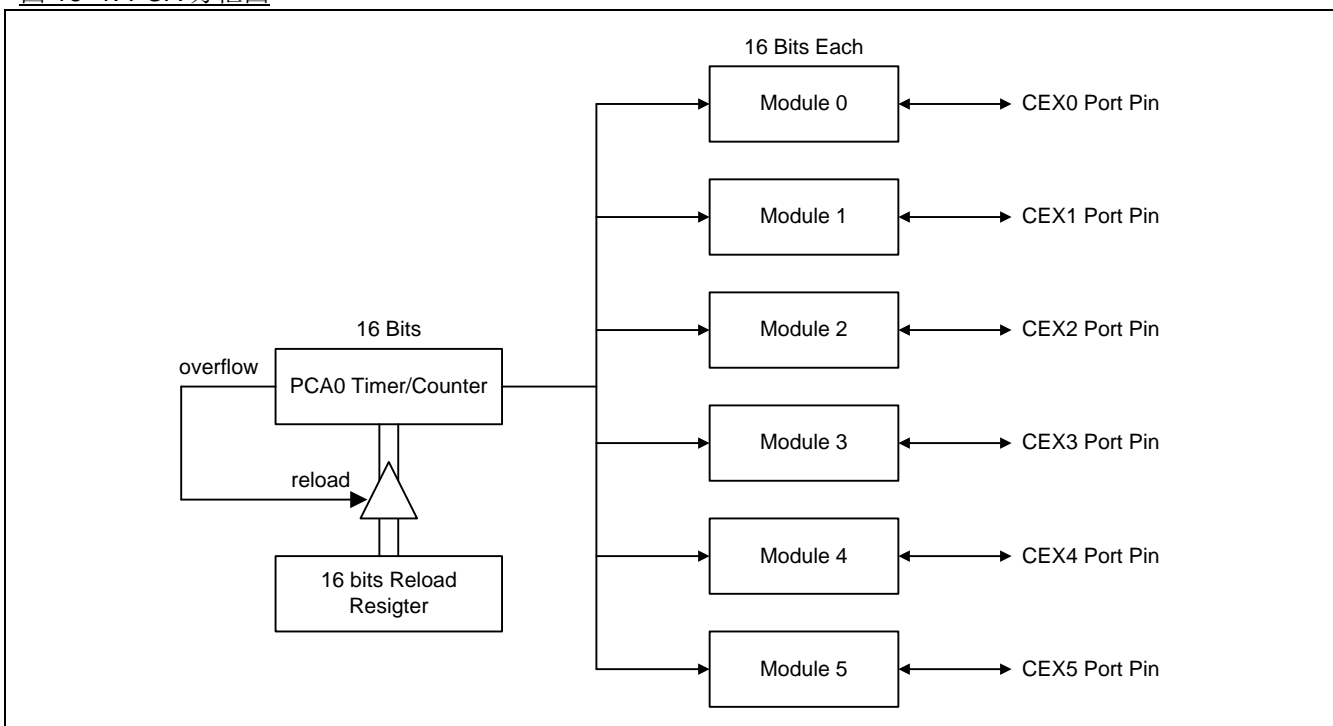 16 Bits Each
Module 0
CEX0 Port Pin
Module 1
CEX1 Port Pin
16 Bits
Module 2
CEX2 Port Pin
overflow
PCA0 Timer/Counter
Module 3
CEX3 Port Pin
reload
16 bits Reload
Resigter
Module 4
CEX4 Port Pin
Module 5
CEX5 Port Pin